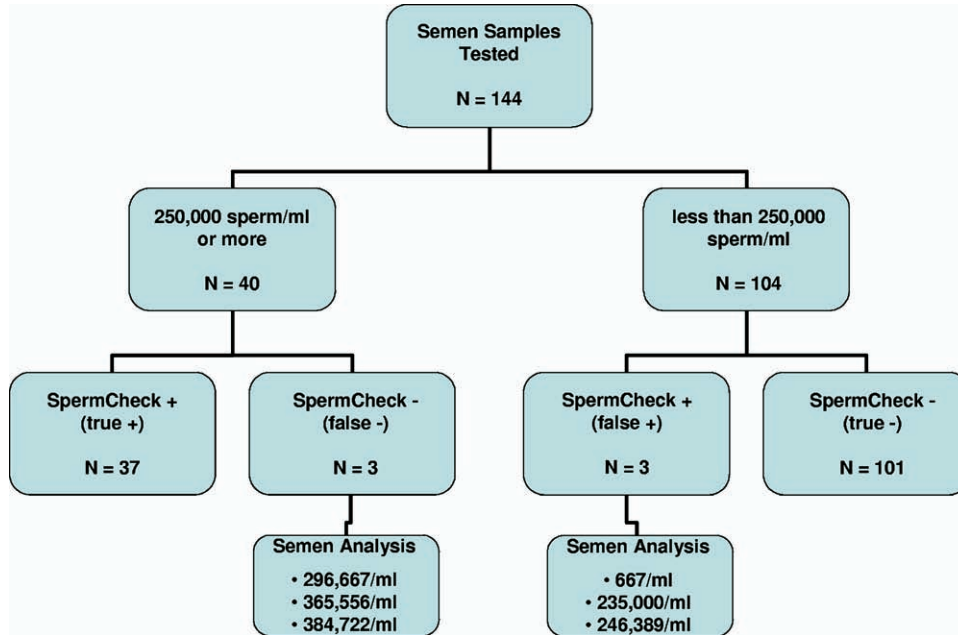 Semen Samples
Tested
N = 144
250,000 sperm/ml
or more
N = 40
less than 250,000
sperm/ml
N = 104
SpermCheck +
(true +)
N = 37
SpermCheck -
(false -)
N = 3
SpermCheck +
(false +)
N = 3
SpermCheck -
(true -)
N = 101
Semen Analysis
• 296,667/ml
• 365,556/ml
• 384,722/ml
Semen Analysis
• 667/ml
• 235,000/ml
• 246,389/ml